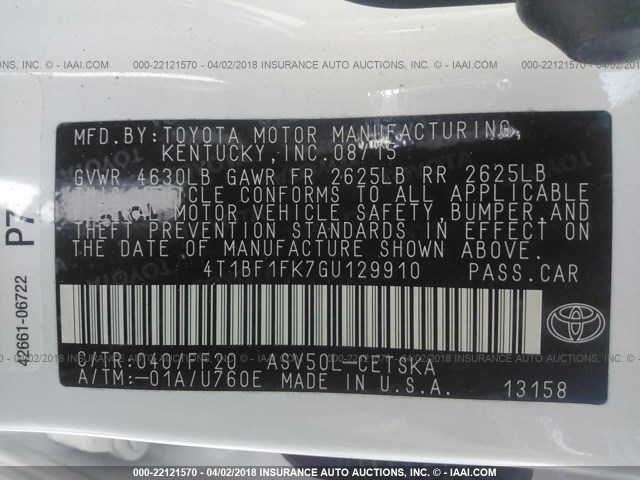 000-22121570 - 04/02/2018 - INSURANCE AUTO AUCTIONS - IAAI.COM
MFD. BY: TOYOTA MOTOR MANUFACTURING,
KENTUCKY, INC. 08/15
GVWR 4630LB GAWR FR 2625LB RR 2625LB
VEHICLE CONFORMS TO ALL APPLICABLE
MOTOR VEHICLE SAFETY, BUMPER, AND
THEFT PREVENTION STANDARDS IN EFFECT ON
THE DATE OF MANUFACTURE SHOWN ABOVE.
4T1BF1FK7GU129910 PASS.CAR
C/TR:040/FF20 ASV50L-CETSKA
A/TM:-01A/U760E MADE IN U.S.A. 13158
P7
42661-06722
000-22121570 - 04/02/2018 - INSURANCE AUTO AUCTIONS - IAAI.COM